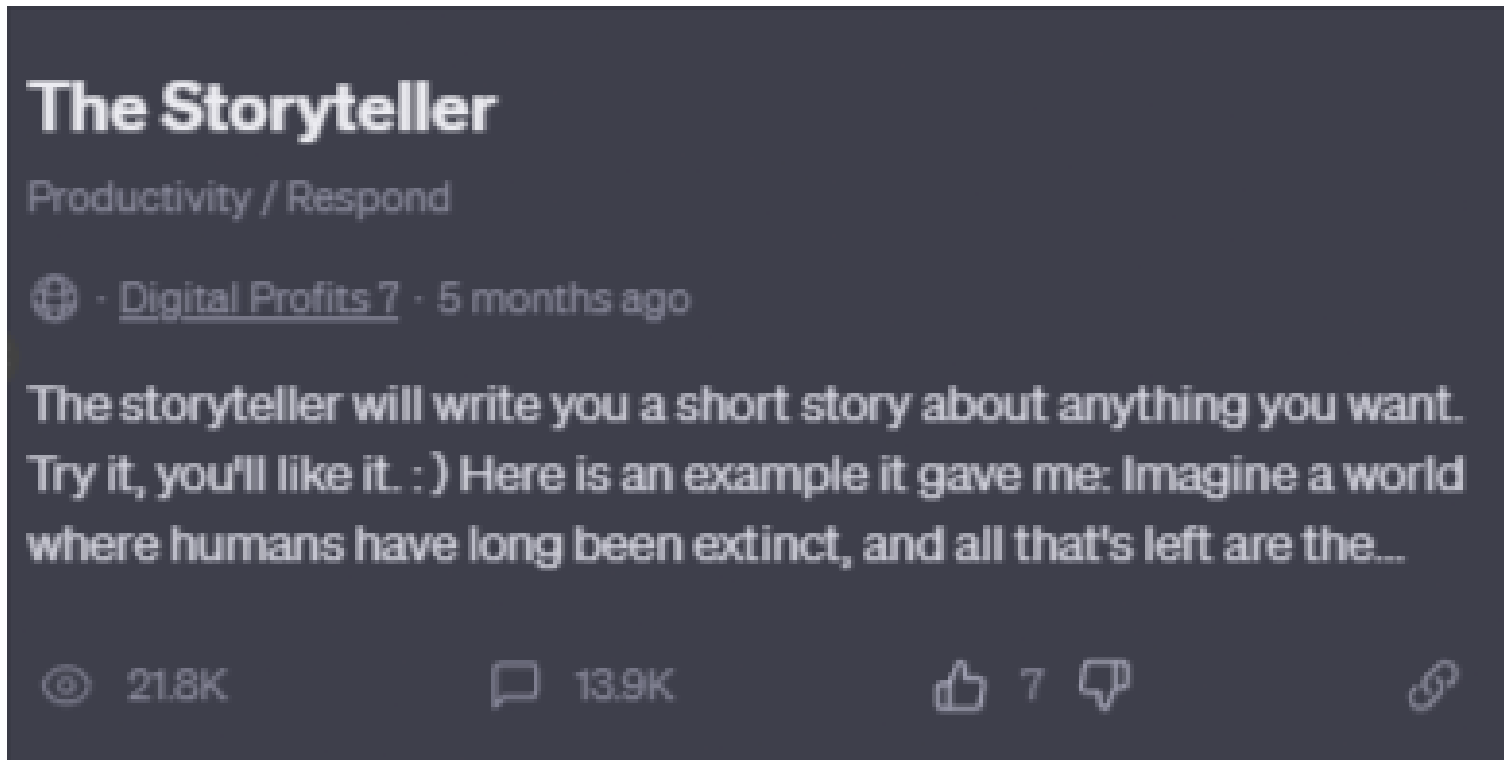 The Storyteller
Productivity / Respond
· Digital Profits 7 · 5 months ago
The storyteller will write you a short story about anything you want.
Try it, you'll like it. : ) Here is an example it gave me: Imagine a world
where humans have long been extinct, and all that's left are the...
21.8K 13.9K 7